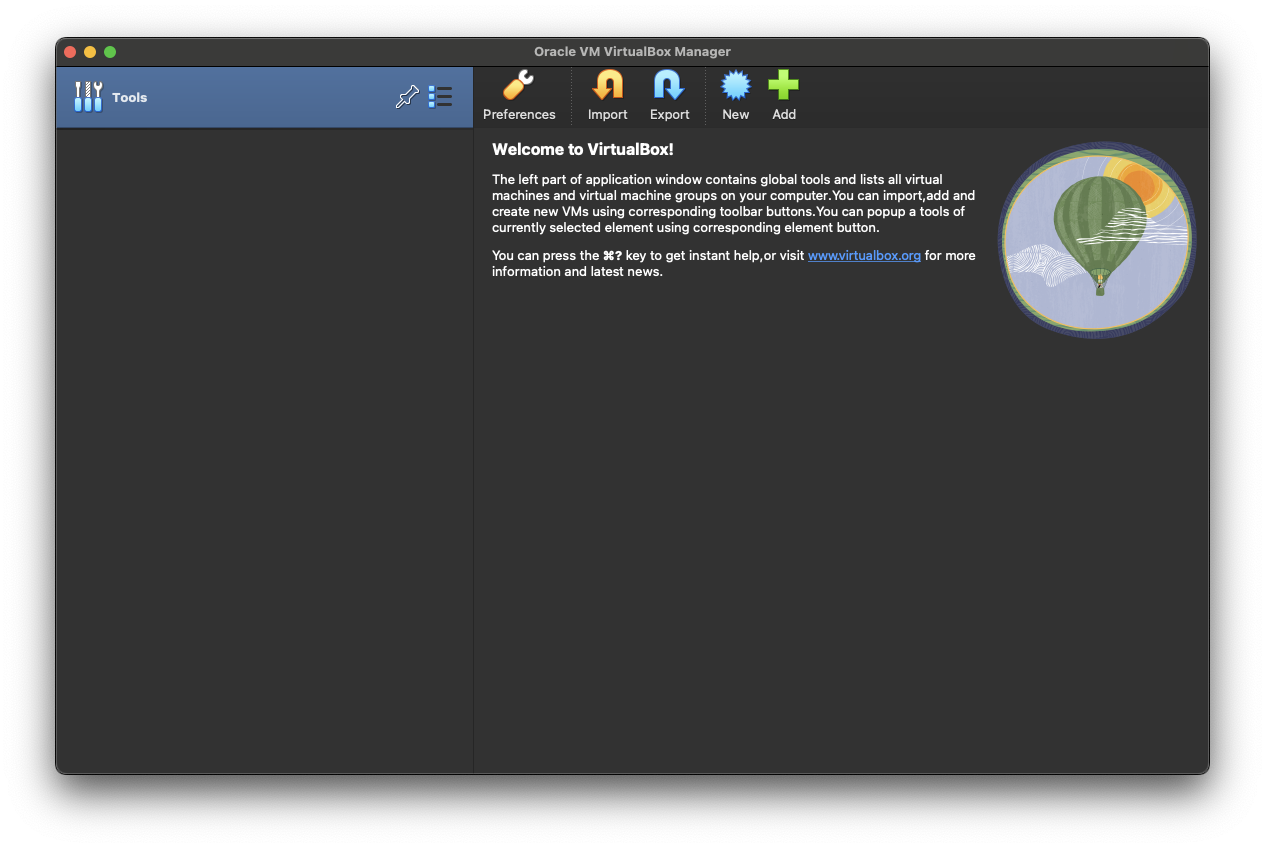 Oracle VM VirtualBox Manager
Tools
Preferences
Import
Export
New
Add
Welcome to VirtualBox!
The left part of application window contains global tools and lists all virtual
machines and virtual machine groups on your computer.You can import,add and
create new VMs using corresponding toolbar buttons.You can popup a tools of
currently selected element using corresponding element button.
You can press the ⌘? key to get instant help,or visit www.virtualbox.org for more
information and latest news.